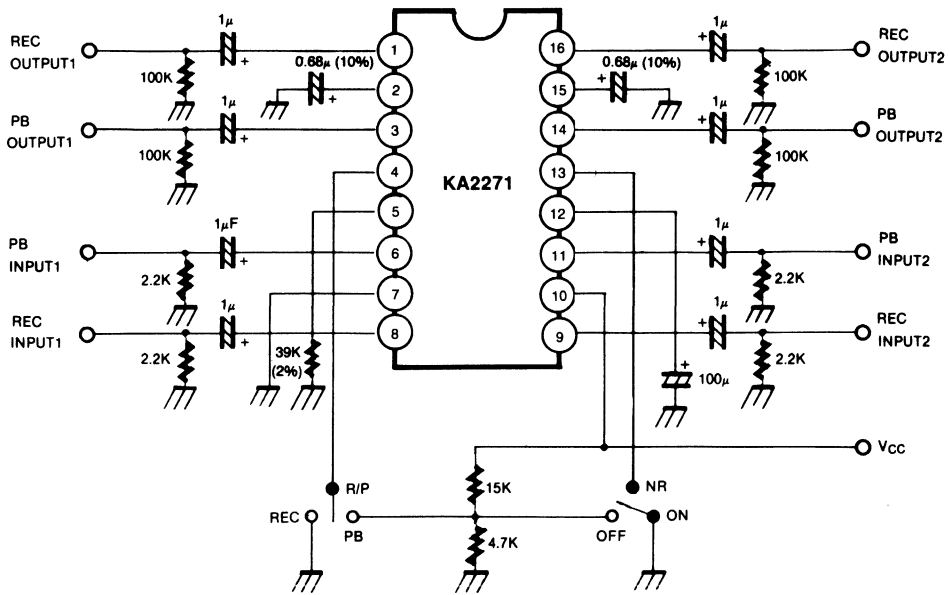 1μ
1μ
REC
OUTPUT1
+
1
16
+
REC
OUTPUT2
0.68μ (10%)
0.68μ (10%)
100K
+
2
15
+
100K
1μ
1μ
PB
OUTPUT1
+
3
14
+
PB
OUTPUT2
100K
4
13
100K
KA2271
5
12
1μF
1μ
PB
INPUT1
+
6
11
+
PB
INPUT2
2.2K
7
10
2.2K
1μ
1μ
REC
INPUT1
+
8
9
+
REC
INPUT2
2.2K
39K
(2%)
+
100μ
2.2K
VCC
R/P
15K
NR
REC
PB
OFF
ON
4.7K